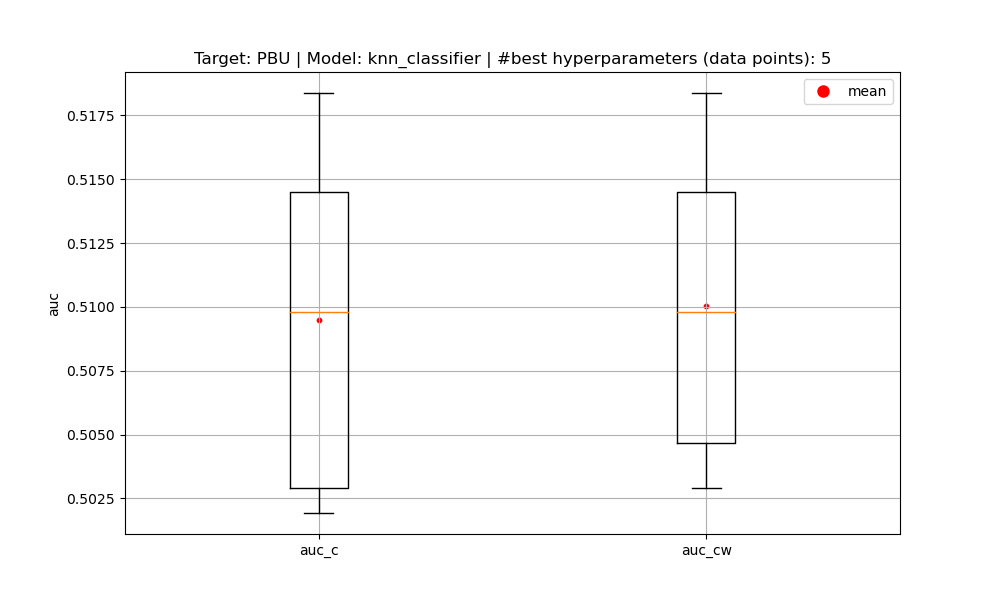 Target: PBU | Model: knn_classifier | #best hyperparameters (data points): 5
mean
0.5175
0.5150
0.5125
0.5100
0.5075
0.5050
0.5025
auc
auc_c
auc_cw